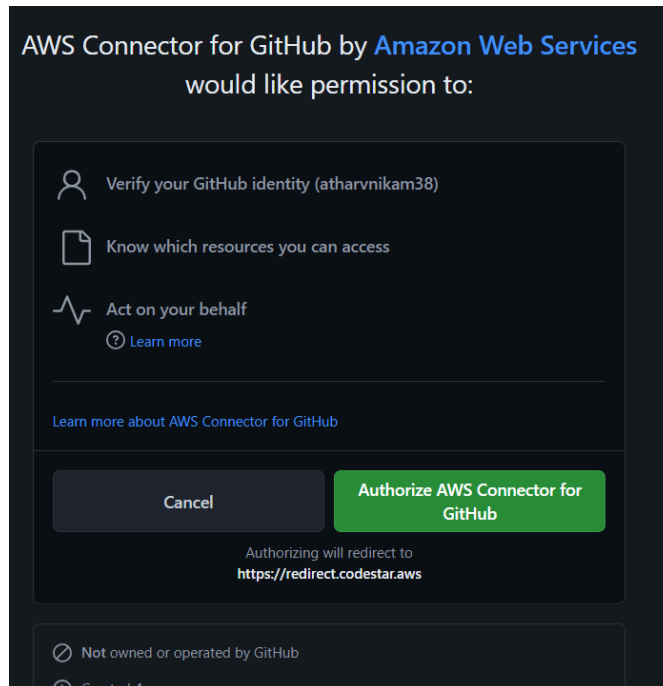 AWS Connector for GitHub by Amazon Web Services
would like permission to:
Verify your GitHub identity (atharvnikam38)
Know which resources you can access
Act on your behalf
Learn more
Learn more about AWS Connector for GitHub
Cancel
Authorize AWS Connector for
GitHub
Authorizing will redirect to
https://redirect.codestar.aws
Not owned or operated by GitHub